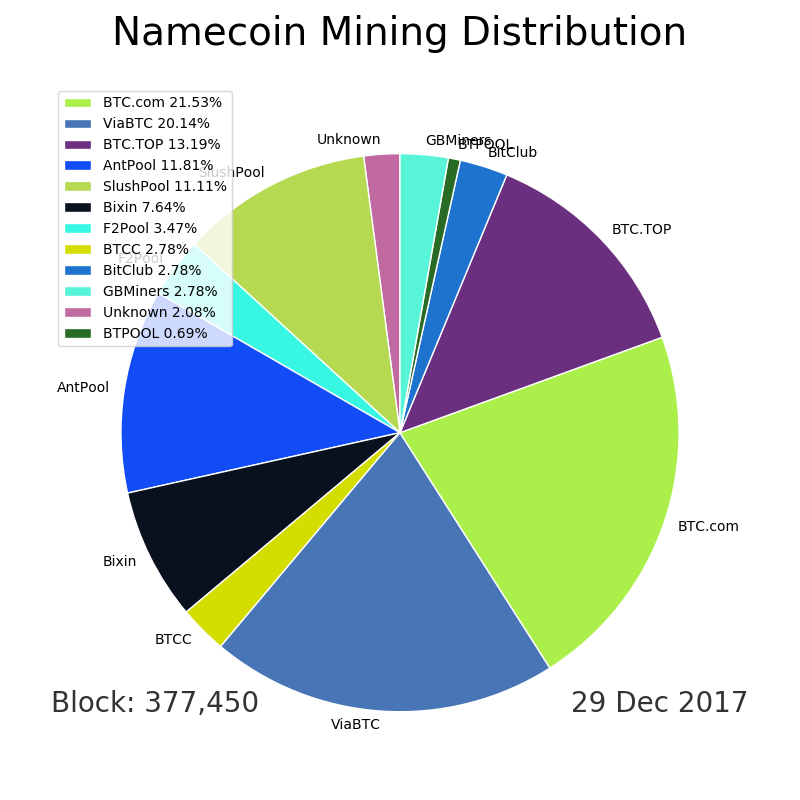 Namecoin Mining Distribution
BTC.com 21.53%
ViaBTC 20.14%
BTC.TOP 13.19%
AntPool 11.81%
SlushPool 11.11%
Bixin 7.64%
F2Pool 3.47%
BTCC 2.78%
BitClub 2.78%
GBMiners 2.78%
Unknown 2.08%
BTPOOL 0.69%
Unknown
GBMiners
BTPOOL
BitClub
SlushPool
BTC.TOP
F2Pool
AntPool
BTC.com
Bixin
BTCC
ViaBTC
Block: 377,450
29 Dec 2017